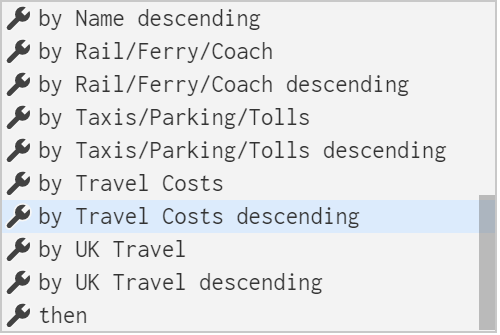 by Name descending
by Rail/Ferry/Coach
by Rail/Ferry/Coach descending
by Taxis/Parking/Tolls
by Taxis/Parking/Tolls descending
by Travel Costs
by Travel Costs descending
by UK Travel
by UK Travel descending
then